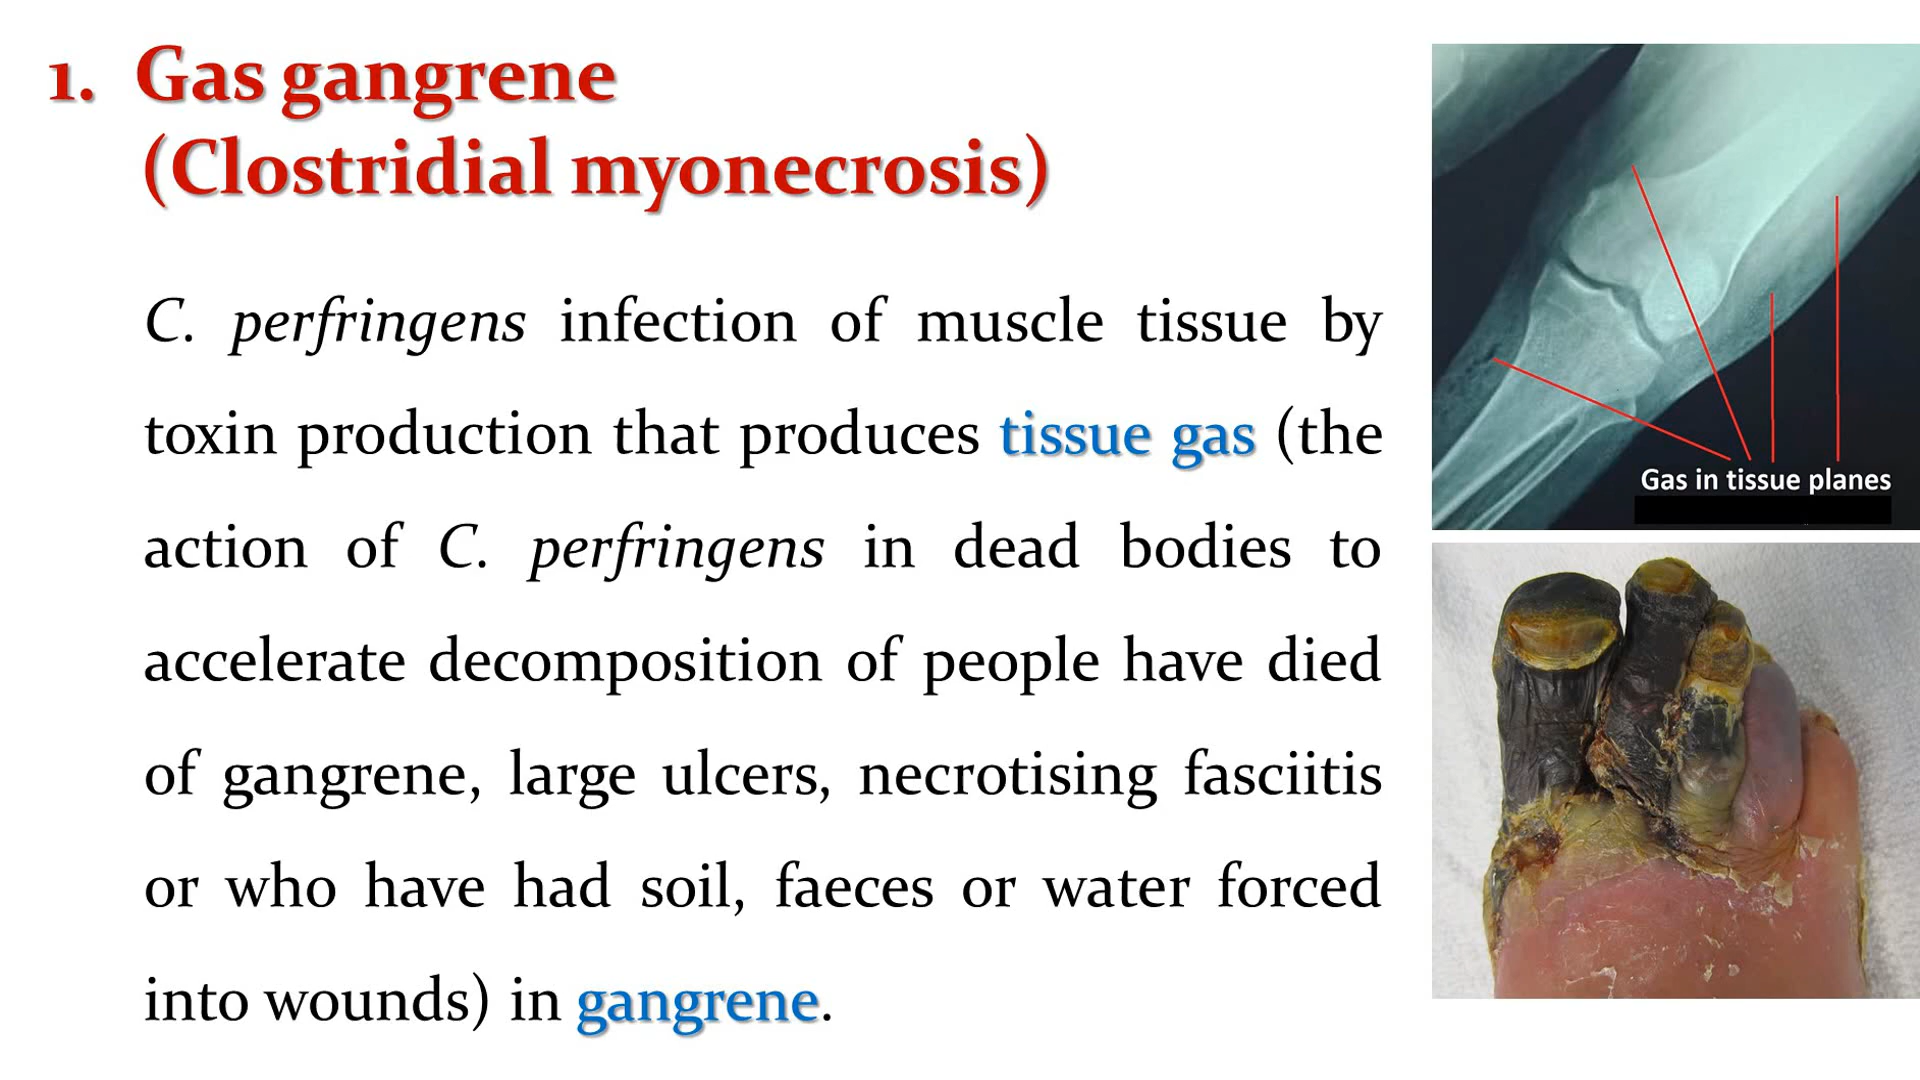 1. Gas gangrene
(Clostridial myonecrosis)
C. perfringens infection of muscle tissue by
toxin production that produces tissue gas (the
action of C. perfringens in dead bodies to
accelerate decomposition of people have died
of gangrene, large ulcers, necrotising fasciitis
or who have had soil, faeces or water forced
into wounds) in gangrene.
Gas in tissue planes